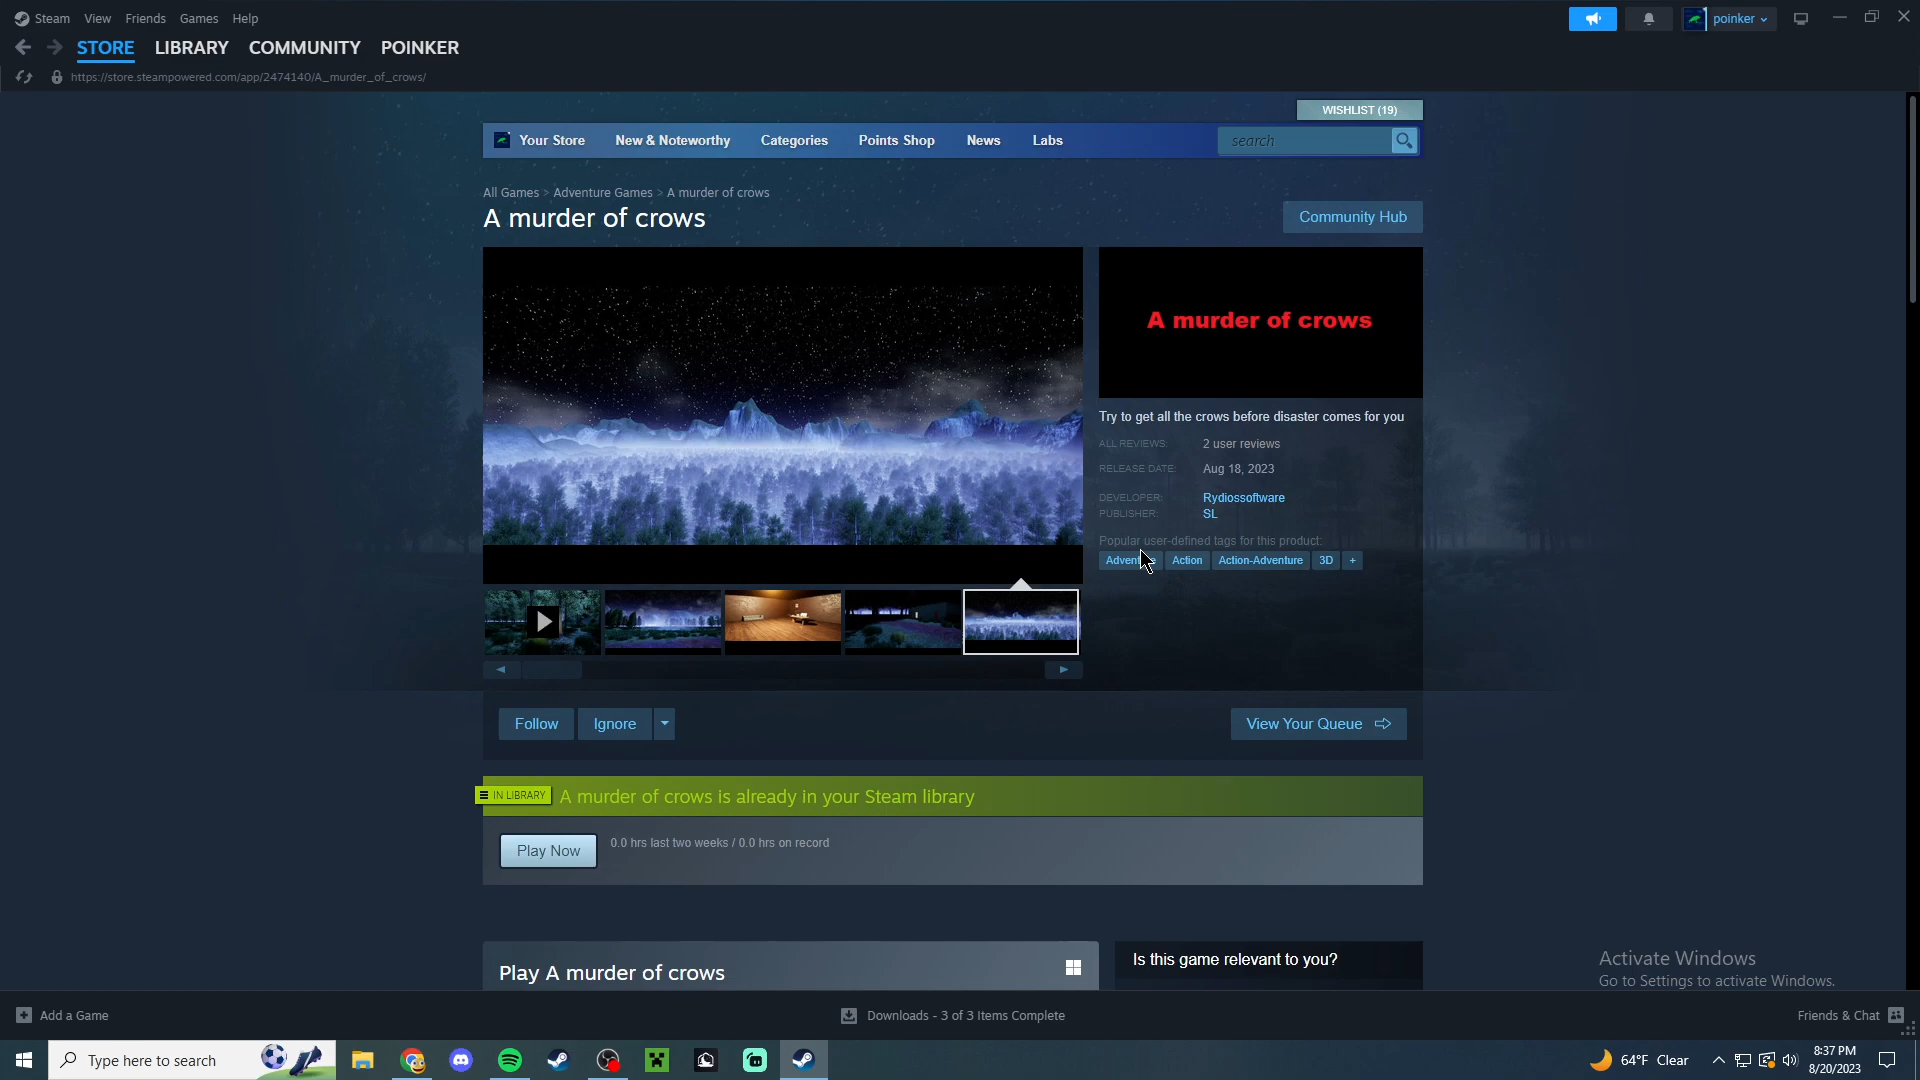 Steam View Friends Games Help
poinker
STORE LIBRARY COMMUNITY POINKER
https://store.steampowered.com/app/2474140/A_murder_of_crows/
WISHLIST (19)
Your Store New & Noteworthy Categories Points Shop News Labs
search
All Games > Adventure Games > A murder of crows
A murder of crows
Community Hub
A murder of crows
Try to get all the crows before disaster comes for you
ALL REVIEWS: 2 user reviews
RELEASE DATE: Aug 18, 2023
DEVELOPER: Rydiossoftware
PUBLISHER: SL
Popular user-defined tags for this product:
Action Action-Adventure 3D +
Follow Ignore
View Your Queue
IN LIBRARY A murder of crows is already in your Steam library
Play Now 0.0 hrs last two weeks / 0.0 hrs on record
Play A murder of crows
Is this game relevant to you?
Activate Windows
Go to Settings to activate Windows.
Add a Game
Downloads - 3 of 3 Items Complete
Friends & Chat
Type here to search
64°F Clear
8:37 PM
8/20/2023